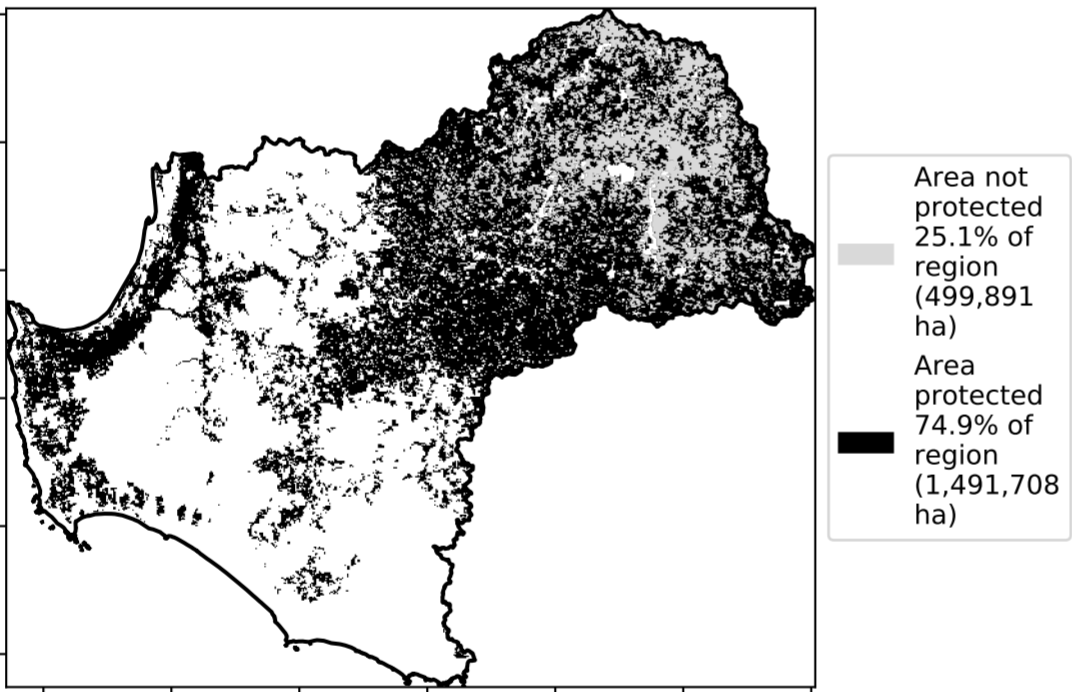 Area not
protected
25.1% of
region
(499,891
ha)
Area
protected
74.9% of
region
(1,491,708
ha)